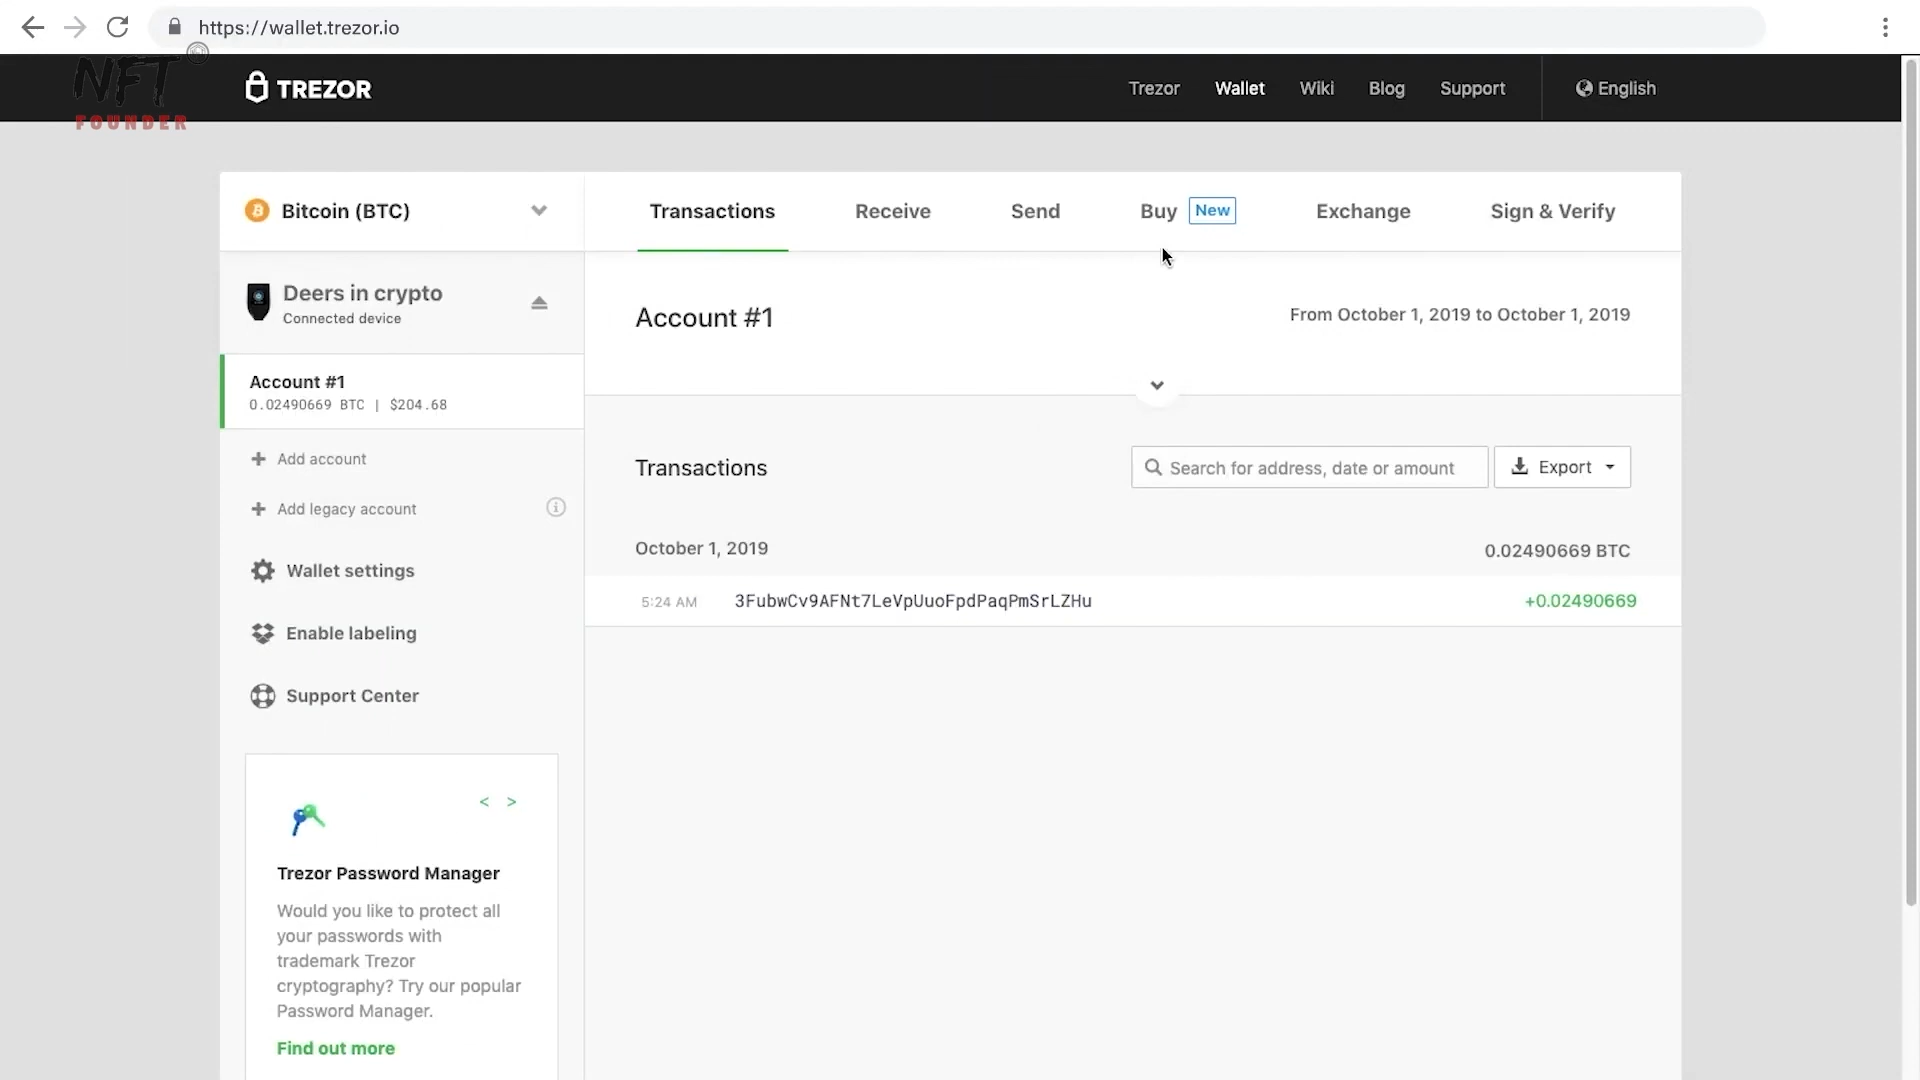 https://wallet.trezor.io
NFT
FOUNDER
TREZOR
Trezor Wallet Wiki Blog Support English
Bitcoin (BTC)
Transactions Receive Send Buy New Exchange Sign & Verify
Deers in crypto
Connected device
Account #1
From October 1, 2019 to October 1, 2019
Account #1
0.02490669 BTC | $204.68
Add account
Add legacy account
Wallet settings
Enable labeling
Support Center
Transactions
Search for address, date or amount
Export
October 1, 2019
0.02490669 BTC
5:24 AM 3FubwCv9AFNt7LeVpUuoFpdPaqPmSrLZHu +0.02490669
< >
Trezor Password Manager
Would you like to protect all
your passwords with
trademark Trezor
cryptography? Try our popular
Password Manager.
Find out more